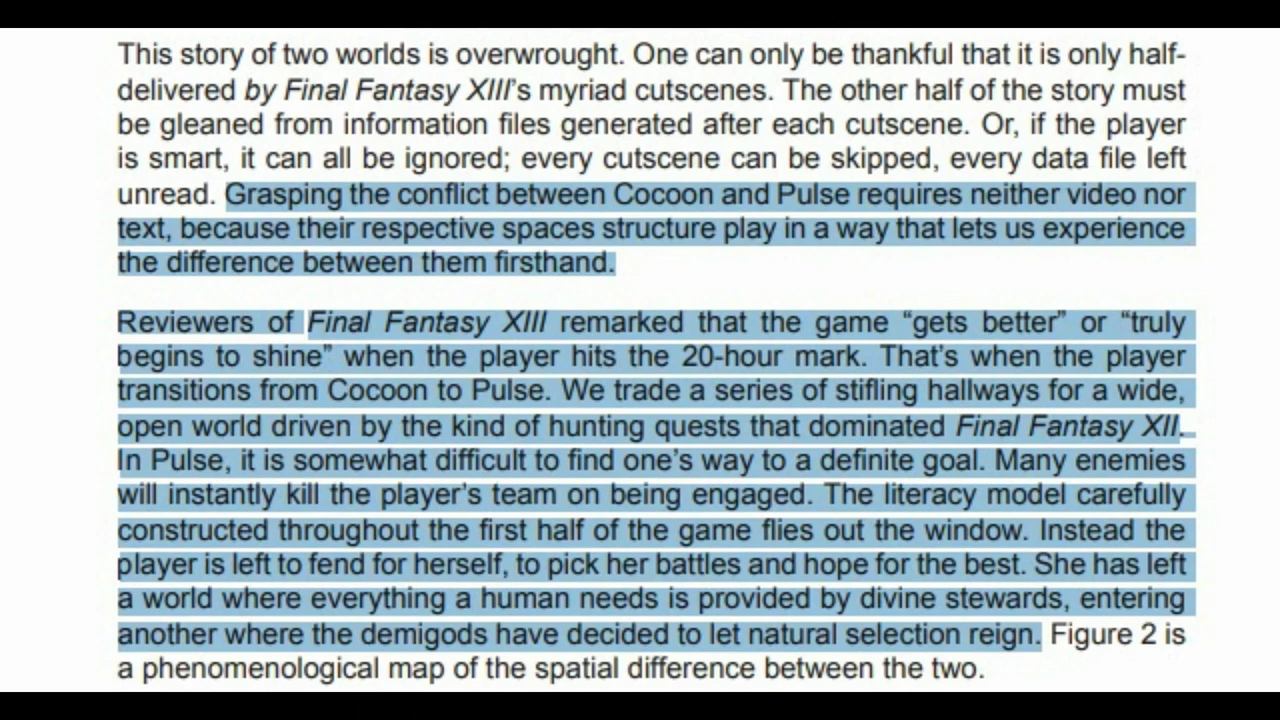 This story of two worlds is overwrought. One can only be thankful that it is only half-
delivered by Final Fantasy XIII's myriad cutscenes. The other half of the story must
be gleaned from information files generated after each cutscene. Or, if the player
is smart, it can all be ignored; every cutscene can be skipped, every data file left
unread. Grasping the conflict between Cocoon and Pulse requires neither video nor
text, because their respective spaces structure play in a way that lets us experience
the difference between them firsthand.
Reviewers of Final Fantasy XIII remarked that the game “gets better” or “truly
begins to shine” when the player hits the 20-hour mark. That’s when the player
transitions from Cocoon to Pulse. We trade a series of stifling hallways for a wide,
open world driven by the kind of hunting quests that dominated Final Fantasy XII.
In Pulse, it is somewhat difficult to find one’s way to a definite goal. Many enemies
will instantly kill the player’s team on being engaged. The literacy model carefully
constructed throughout the first half of the game flies out the window. Instead the
player is left to fend for herself, to pick her battles and hope for the best. She has left
a world where everything a human needs is provided by divine stewards, entering
another where the demigods have decided to let natural selection reign. Figure 2 is
a phenomenological map of the spatial difference between the two.